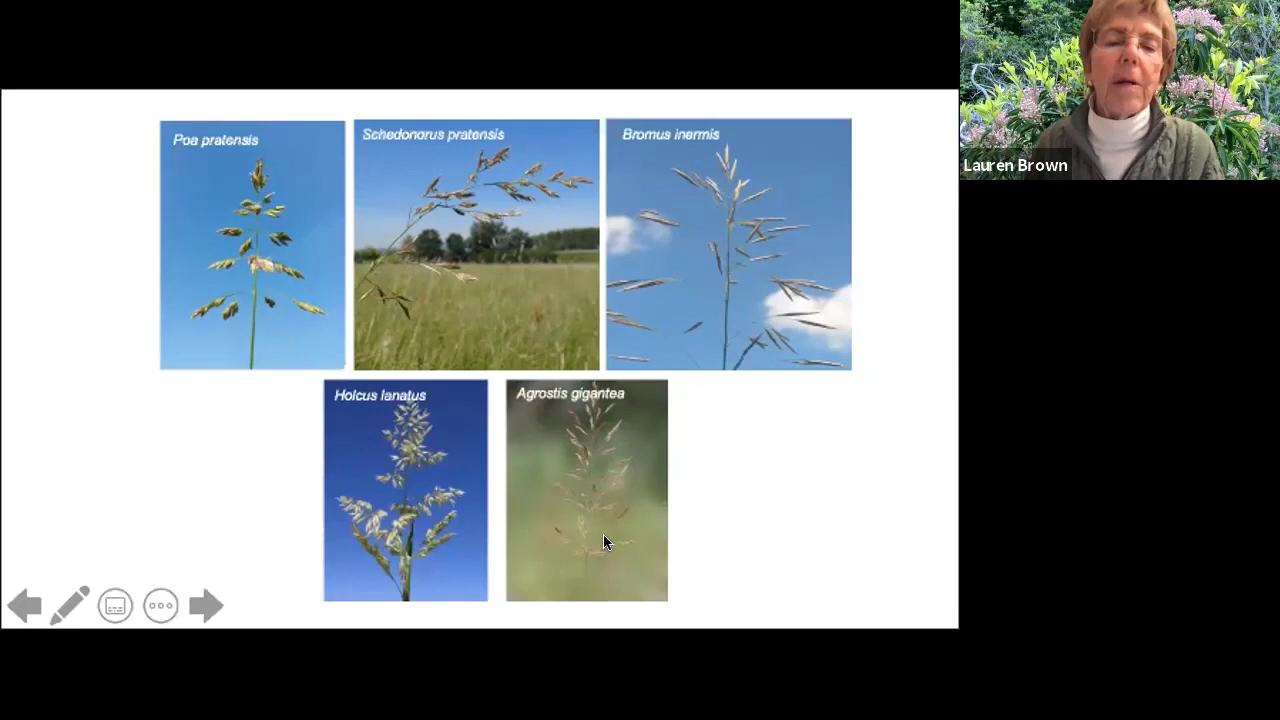 Poa pratensis
Schedonorus pratensis
Bromus inermis
Lauren Brown
Holcus lanatus
Agrostis gigantea